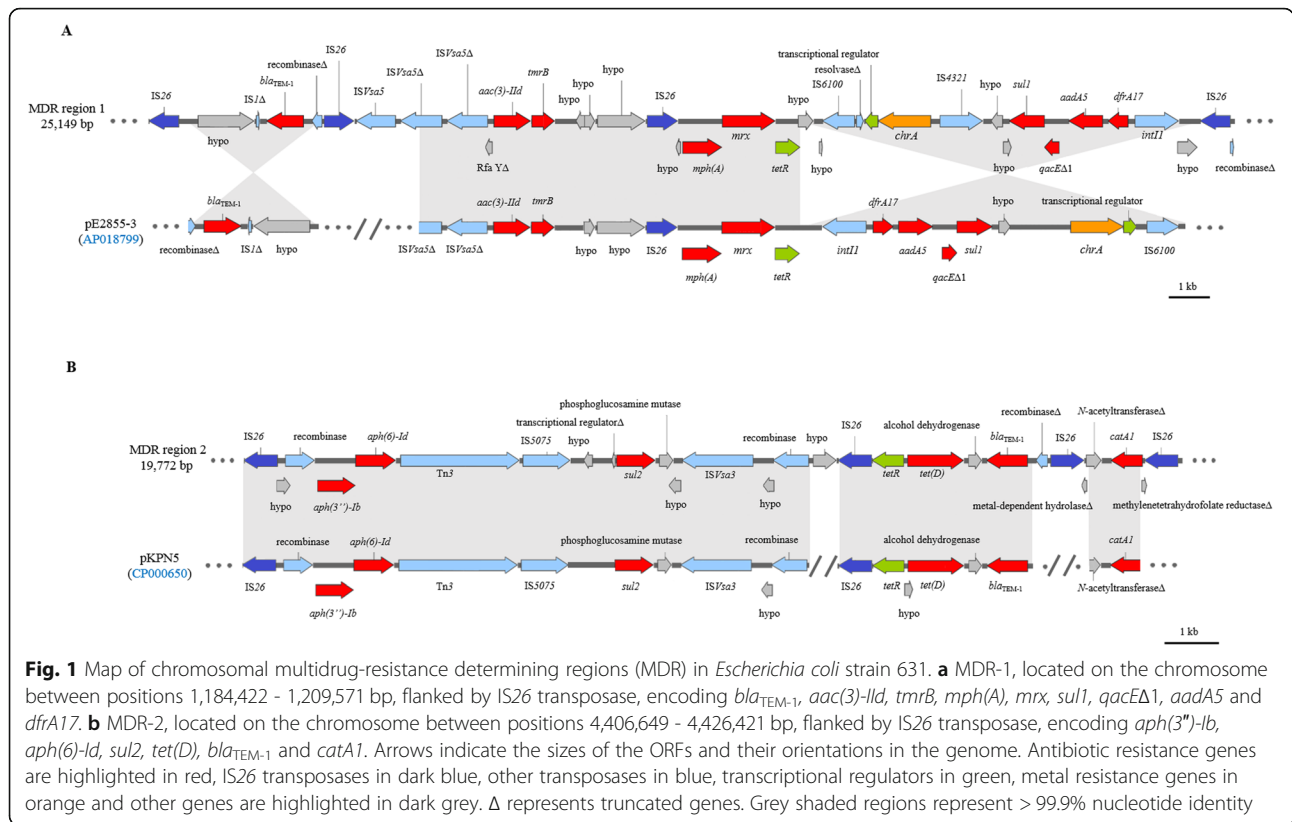 A
IS26
hypo
IS1Δ
blaTEM-1
recombinaseΔ
IS26
ISVsa5
ISVsa5Δ
ISVsa5Δ
aac(3)-IId
tmrB
hypo
hypo
hypo
IS26
mrx
hypo
transcriptional regulator
resolvaseΔ
IS6100
chrA
IS4321
hypo
sul1
aadA5
dfrA17
intI1
IS26
MDR region 1
25,149 bp
Rfa YΔ
hypo
mph(A)
tetR
hypo
hypo
qacEΔ1
hypo
recombinaseΔ
pE2855-3
(AP018799)
recombinaseΔ
blaTEM-1
IS1Δ
hypo
ISVsa5Δ
ISVsa5Δ
aac(3)-IId
tmrB
hypo
hypo
IS26
mph(A)
mrx
tetR
intI1
dfrA17
aadA5
qacEΔ1
sul1
hypo
chrA
transcriptional regulator
IS6100
1 kb
B
MDR region 2
19,772 bp
IS26
hypo
recombinase
aph(3'')-Ib
aph(6)-Id
Tn3
IS5075
hypo
transcriptional regulatorΔ
sul2
phosphoglucosamine mutase
hypo
ISVsa3
hypo
recombinase
hypo
IS26
tetR
tet(D)
alcohol dehydrogenase
blaTEM-1
recombinaseΔ
IS26
metal-dependent hydrolaseΔ
N-acetyltransferaseΔ
catA1
IS26
methylenetetrahydrofolate reductaseΔ
pKPN5
(CP000650)
IS26
recombinase
aph(3'')-Ib
aph(6)-Id
Tn3
IS5075
sul2
phosphoglucosamine mutase
ISVsa3
hypo
recombinase
IS26
tetR
hypo
tet(D)
alcohol dehydrogenase
blaTEM-1
N-acetyltransferaseΔ
catA1
1 kb
Fig. 1 Map of chromosomal multidrug-resistance determining regions (MDR) in Escherichia coli strain 631. a MDR-1, located on the chromosome
between positions 1,184,422 - 1,209,571 bp, flanked by IS26 transposase, encoding blaTEM-1, aac(3)-IId, tmrB, mph(A), mrx, sul1, qacEΔ1, aadA5 and
dfrA17. b MDR-2, located on the chromosome between positions 4,406,649 - 4,426,421 bp, flanked by IS26 transposase, encoding aph(3″)-Ib,
aph(6)-Id, sul2, tet(D), blaTEM-1 and catA1. Arrows indicate the sizes of the ORFs and their orientations in the genome. Antibiotic resistance genes
are highlighted in red, IS26 transposases in dark blue, other transposases in blue, transcriptional regulators in green, metal resistance genes in
orange and other genes are highlighted in dark grey. Δ represents truncated genes. Grey shaded regions represent > 99.9% nucleotide identity